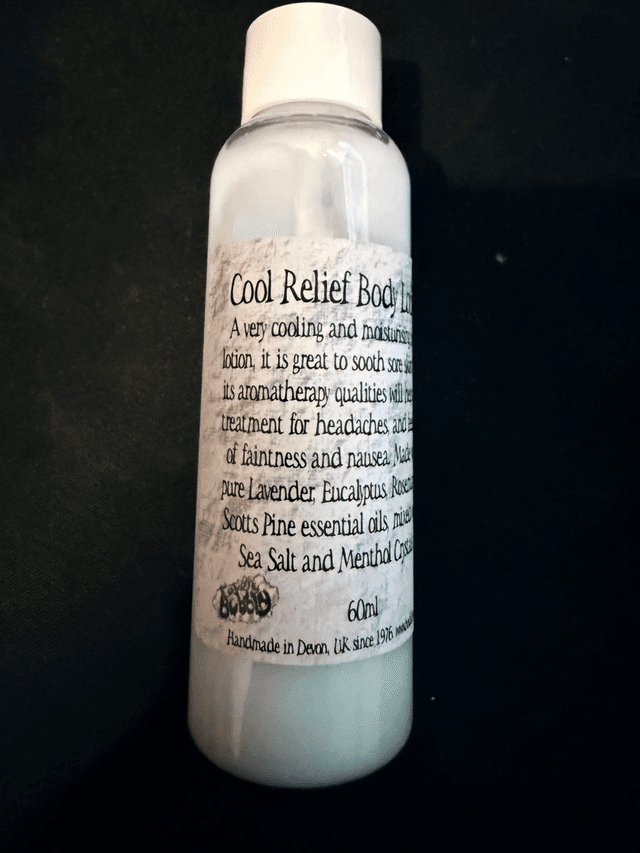 Cool Relief Body
A very cooling and moisturising
lotion, it is great to sooth sore
its aromatherapy qualities will
treatment for headaches, and
of faintness and nausea. Made
pure Lavender, Eucalyptus,
Scotts Pine essential oils,
Sea Salt and Menthol
Bubbly
60ml
Handmade in Devon, UK since 1976.